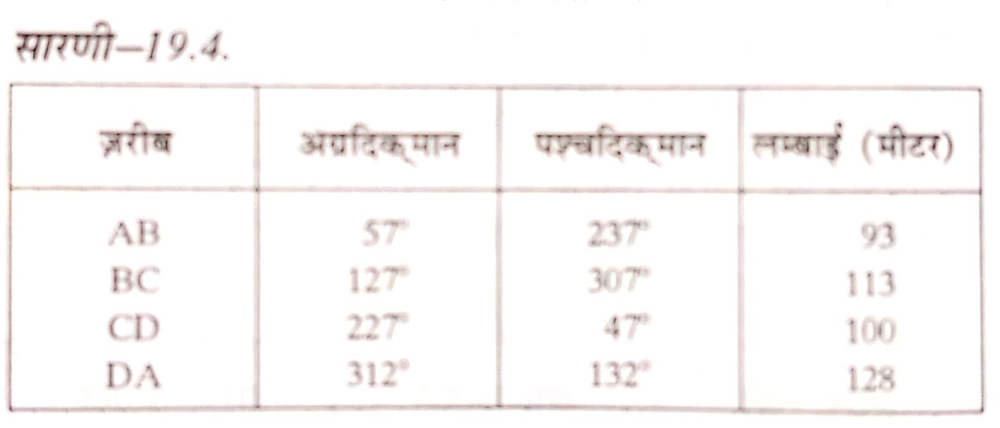 सारणी–19.4.
ज़रीब अग्रदिक्‌मान पश्चदिक्‌मान लम्बाई (मीटर)
AB 57° 237° 93
BC 127° 307° 113
CD 227° 47° 100
DA 312° 132° 128